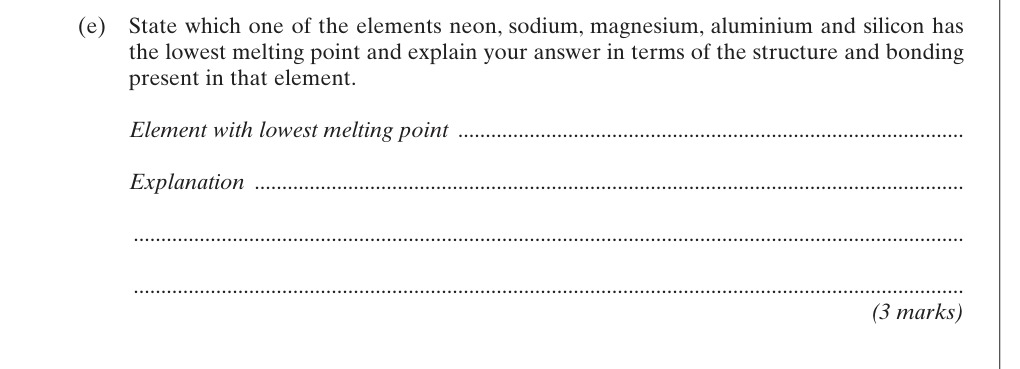 (e) State which one of the elements neon, sodium, magnesium, aluminium and silicon has
the lowest melting point and explain your answer in terms of the structure and bonding
present in that element.
Element with lowest melting point ............................................................................................
Explanation .................................................................................................................................
.......................................................................................................................................................
.......................................................................................................................................................
(3 marks)